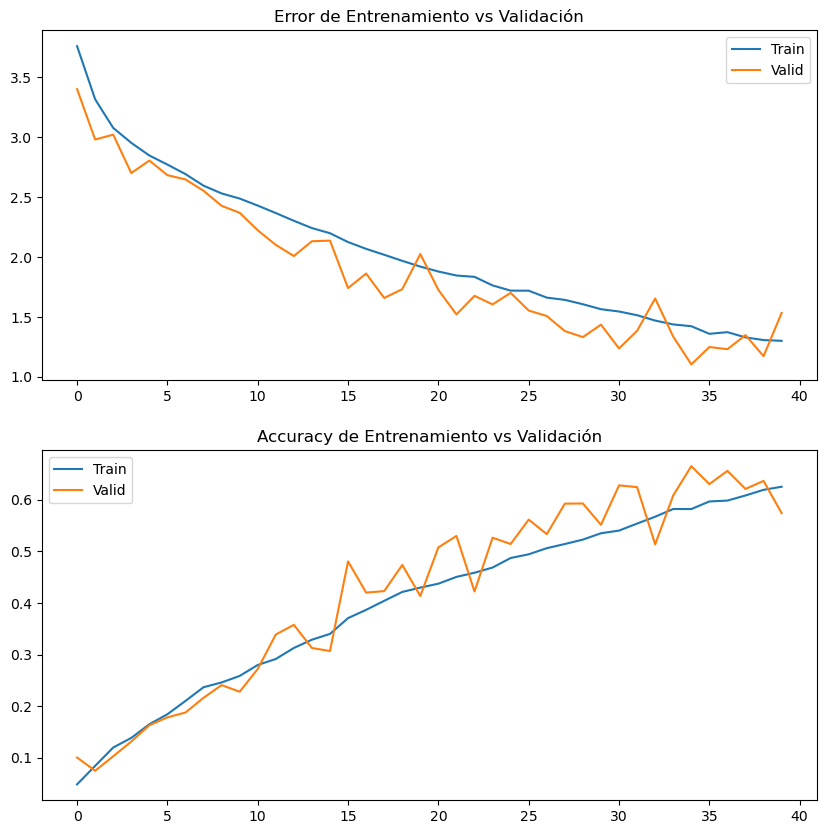 Error de Entrenamiento vs Validación
Train
Valid
3.5
3.0
2.5
2.0
1.5
1.0
0 5 10 15 20 25 30 35 40
Accuracy de Entrenamiento vs Validación
Train
Valid
0.6
0.5
0.4
0.3
0.2
0.1
0 5 10 15 20 25 30 35 40